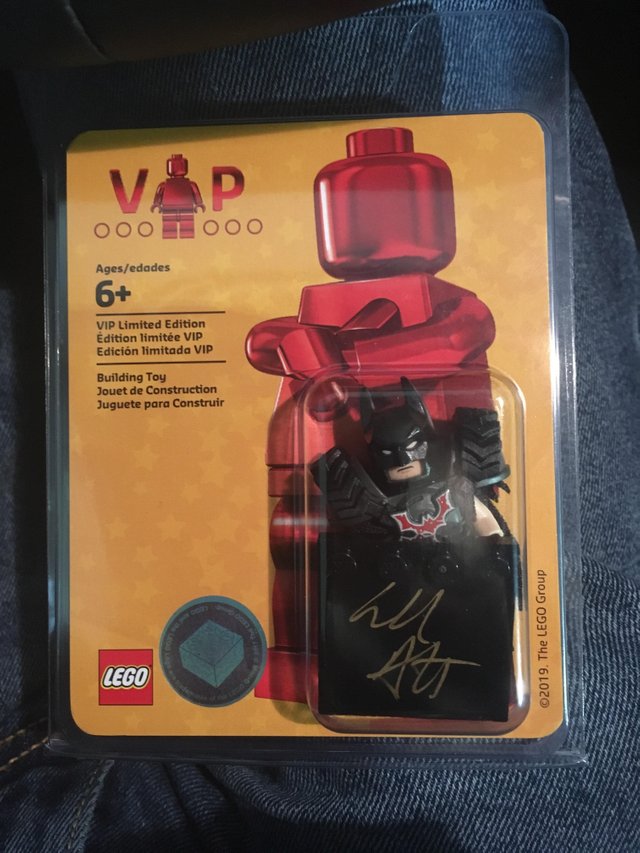 VIP
Ages/edades
6+
VIP Limited Edition
Édition limitée VIP
Edición limitada VIP
Building Toy
Jouet de Construction
Juguete para Construir
LEGO
©2019. The LEGO Group